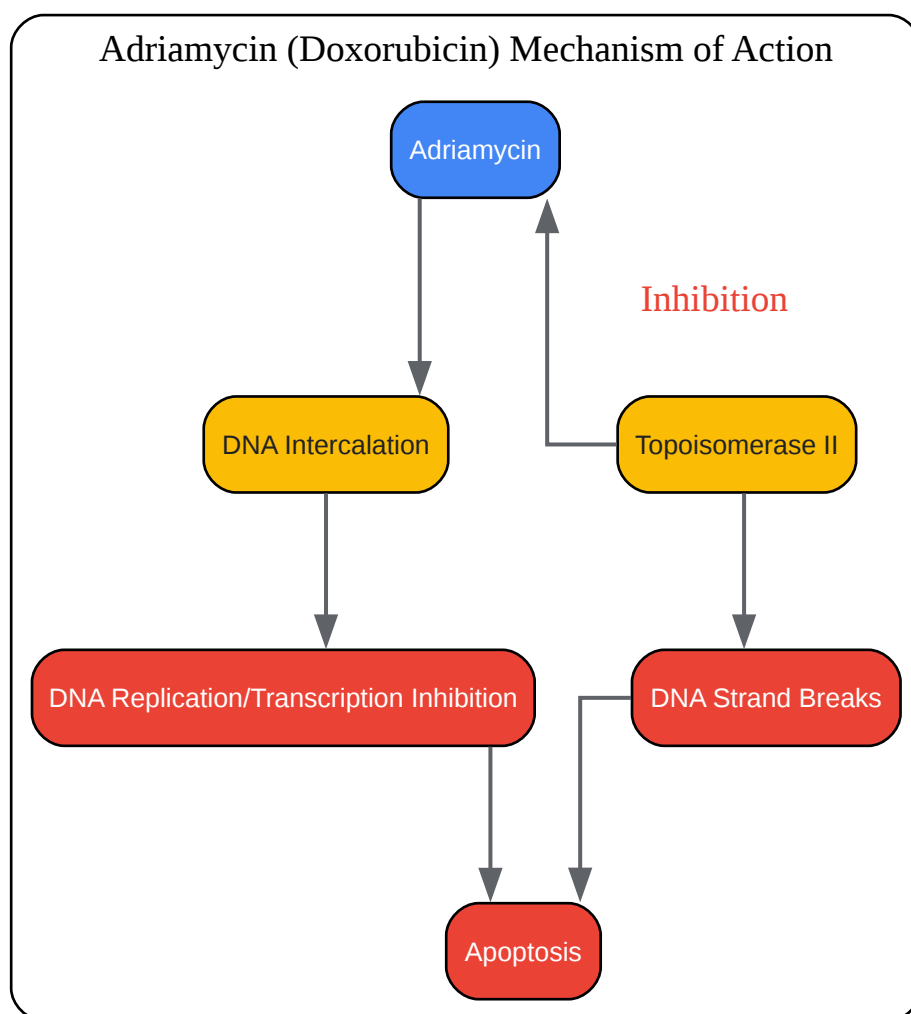 Adriamycin (Doxorubicin) Mechanism of Action
Adriamycin
Inhibition
DNA Intercalation
Topoisomerase II
DNA Replication/Transcription Inhibition
DNA Strand Breaks
Apoptosis